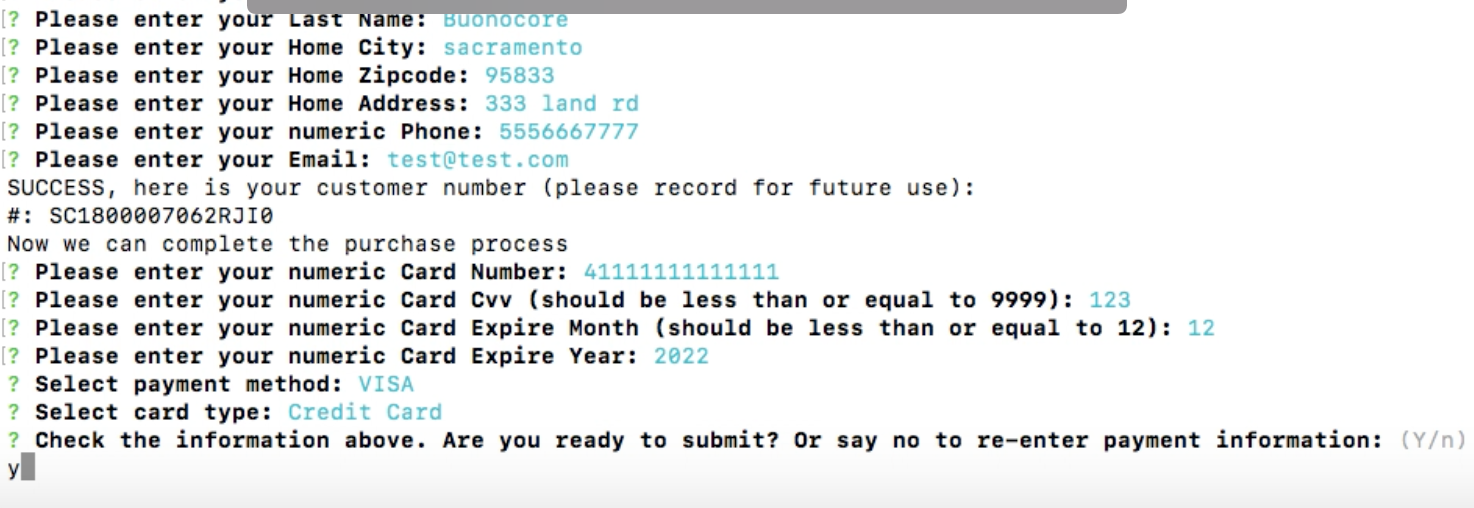 [? Please enter your Last Name: Buonocore
[? Please enter your Home City: sacramento
[? Please enter your Home Zipcode: 95833
[? Please enter your Home Address: 333 land rd
[? Please enter your numeric Phone: 5556667777
[? Please enter your Email: test@test.com
SUCCESS, here is your customer number (please record for future use):
#: SC1800007062RJI0
Now we can complete the purchase process
[? Please enter your numeric Card Number: 41111111111111
[? Please enter your numeric Card Cvv (should be less than or equal to 9999): 123
[? Please enter your numeric Card Expire Month (should be less than or equal to 12): 12
[? Please enter your numeric Card Expire Year: 2022
? Select payment method: VISA
? Select card type: Credit Card
? Check the information above. Are you ready to submit? Or say no to re-enter payment information: (Y/n)
y